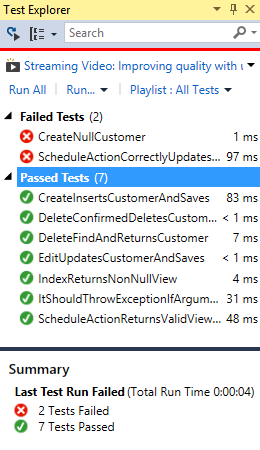 Test Explorer
Search
Streaming Video: Improving quality with u
Run All Run... Playlist : All Tests
Failed Tests (2)
CreateNullCustomer 1 ms
ScheduleActionCorrectlyUpdates... 97 ms
Passed Tests (7)
CreateInsertsCustomerAndSaves 83 ms
DeleteConfirmedDeletesCustom... < 1 ms
DeleteFindAndReturnsCustomer 7 ms
EditUpdatesCustomerAndSaves < 1 ms
IndexReturnsNonNullView 4 ms
ItShouldThrowExceptionIfArgum... 31 ms
ScheduleActionReturnsValidView... 48 ms
Summary
Last Test Run Failed (Total Run Time 0:00:04)
2 Tests Failed
7 Tests Passed